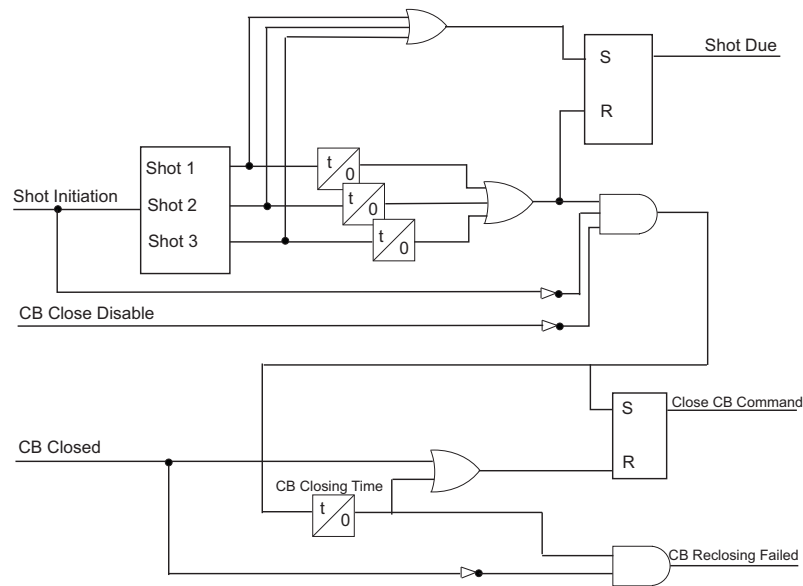 S
Shot Due
R
Shot 1
t
0
Shot Initiation
Shot 2
t
0
Shot 3
t
0
CB Close Disable
S
Close CB Command
CB Closed
R
CB Closing Time
t
0
CB Reclosing Failed